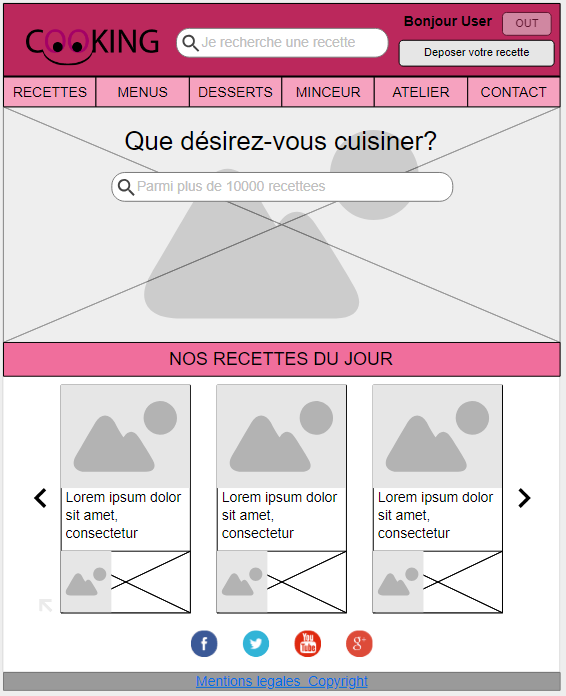 COOKING
Je recherche une recette
Bonjour User
OUT
Deposer votre recette
RECETTES MENUS DESSERTS MINCEUR ATELIER CONTACT
Que désirez-vous cuisiner?
Parmi plus de 10000 recettees
NOS RECETTES DU JOUR
Lorem ipsum dolor
sit amet,
consectetur
Lorem ipsum dolor
sit amet,
consectetur
Lorem ipsum dolor
sit amet,
consectetur
f
You
Tube
g+
Mentions legales Copyright